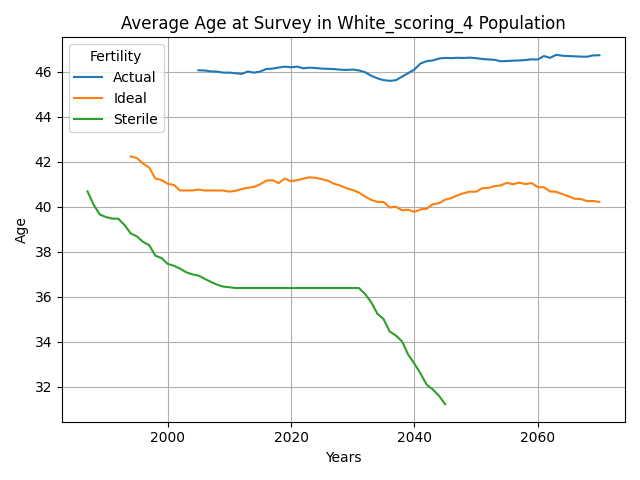 Average Age at Survey in White_scoring_4 Population
Fertility
Actual
Ideal
Sterile
Age
46
44
42
40
38
36
34
32
2000
2020
2040
2060
Years